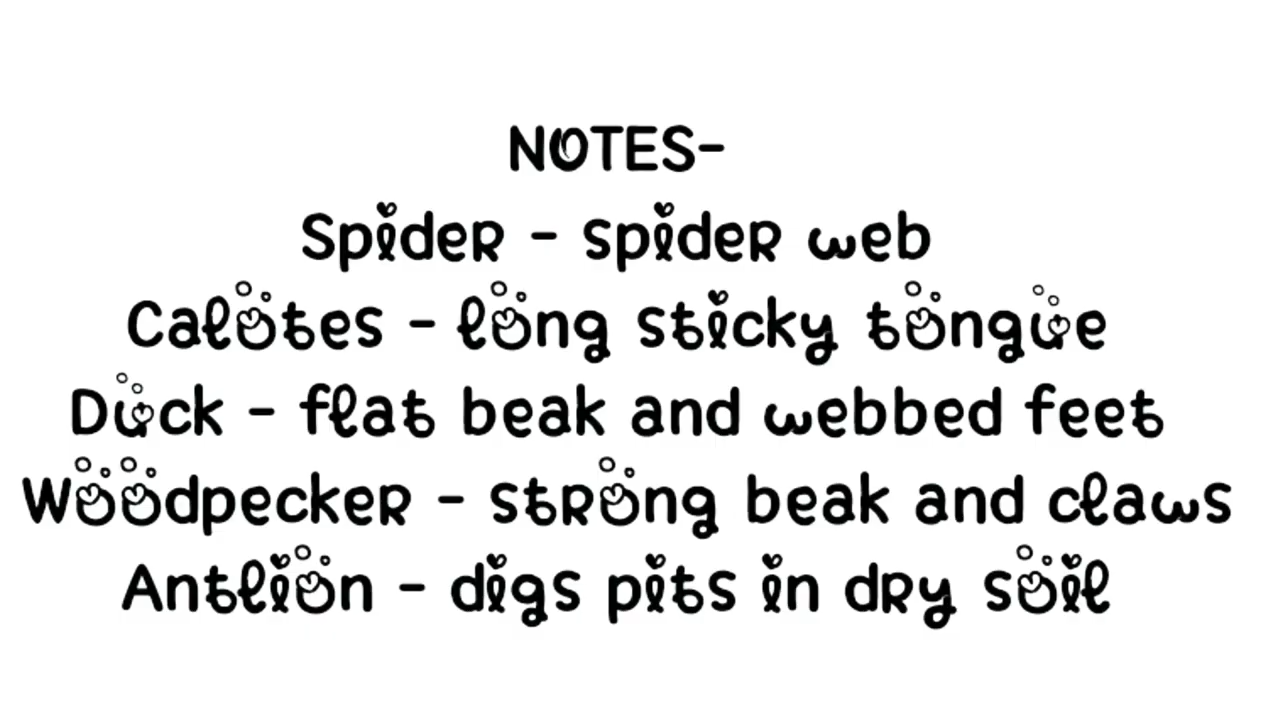 NOTES-
Spider - spider web
Calotes - long sticky tongue
Duck - flat beak and webbed feet
Woodpecker - strong beak and claws
Antlion - digs pits in dry soil